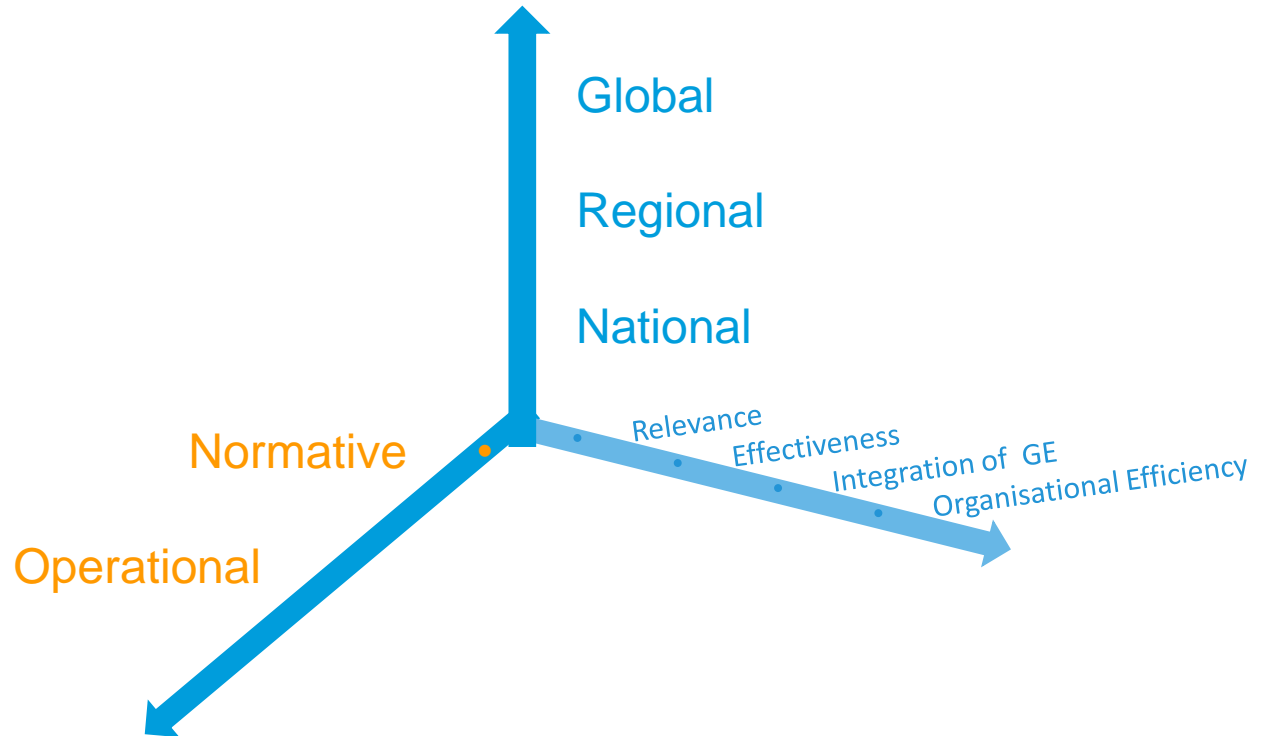 Global
Regional
National
Relevance
Normative
Effectiveness
Integration of  GE
Organisational Efficiency
Operational